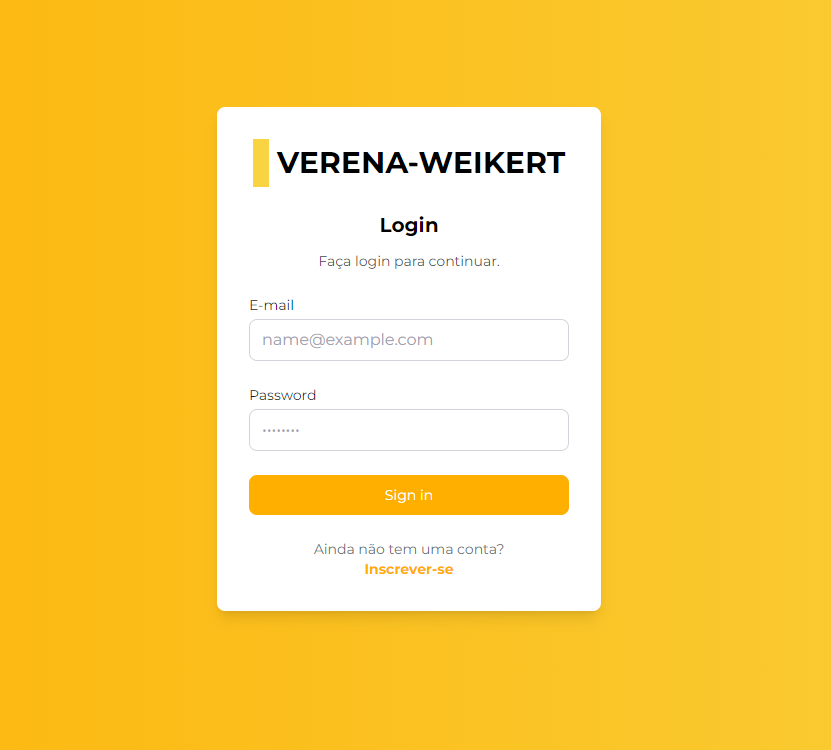 VERENA-WEIKERT
Login
Faça login para continuar.
E-mail
name@example.com
Password
••••••••
Sign in
Ainda não tem uma conta?
Inscrever-se